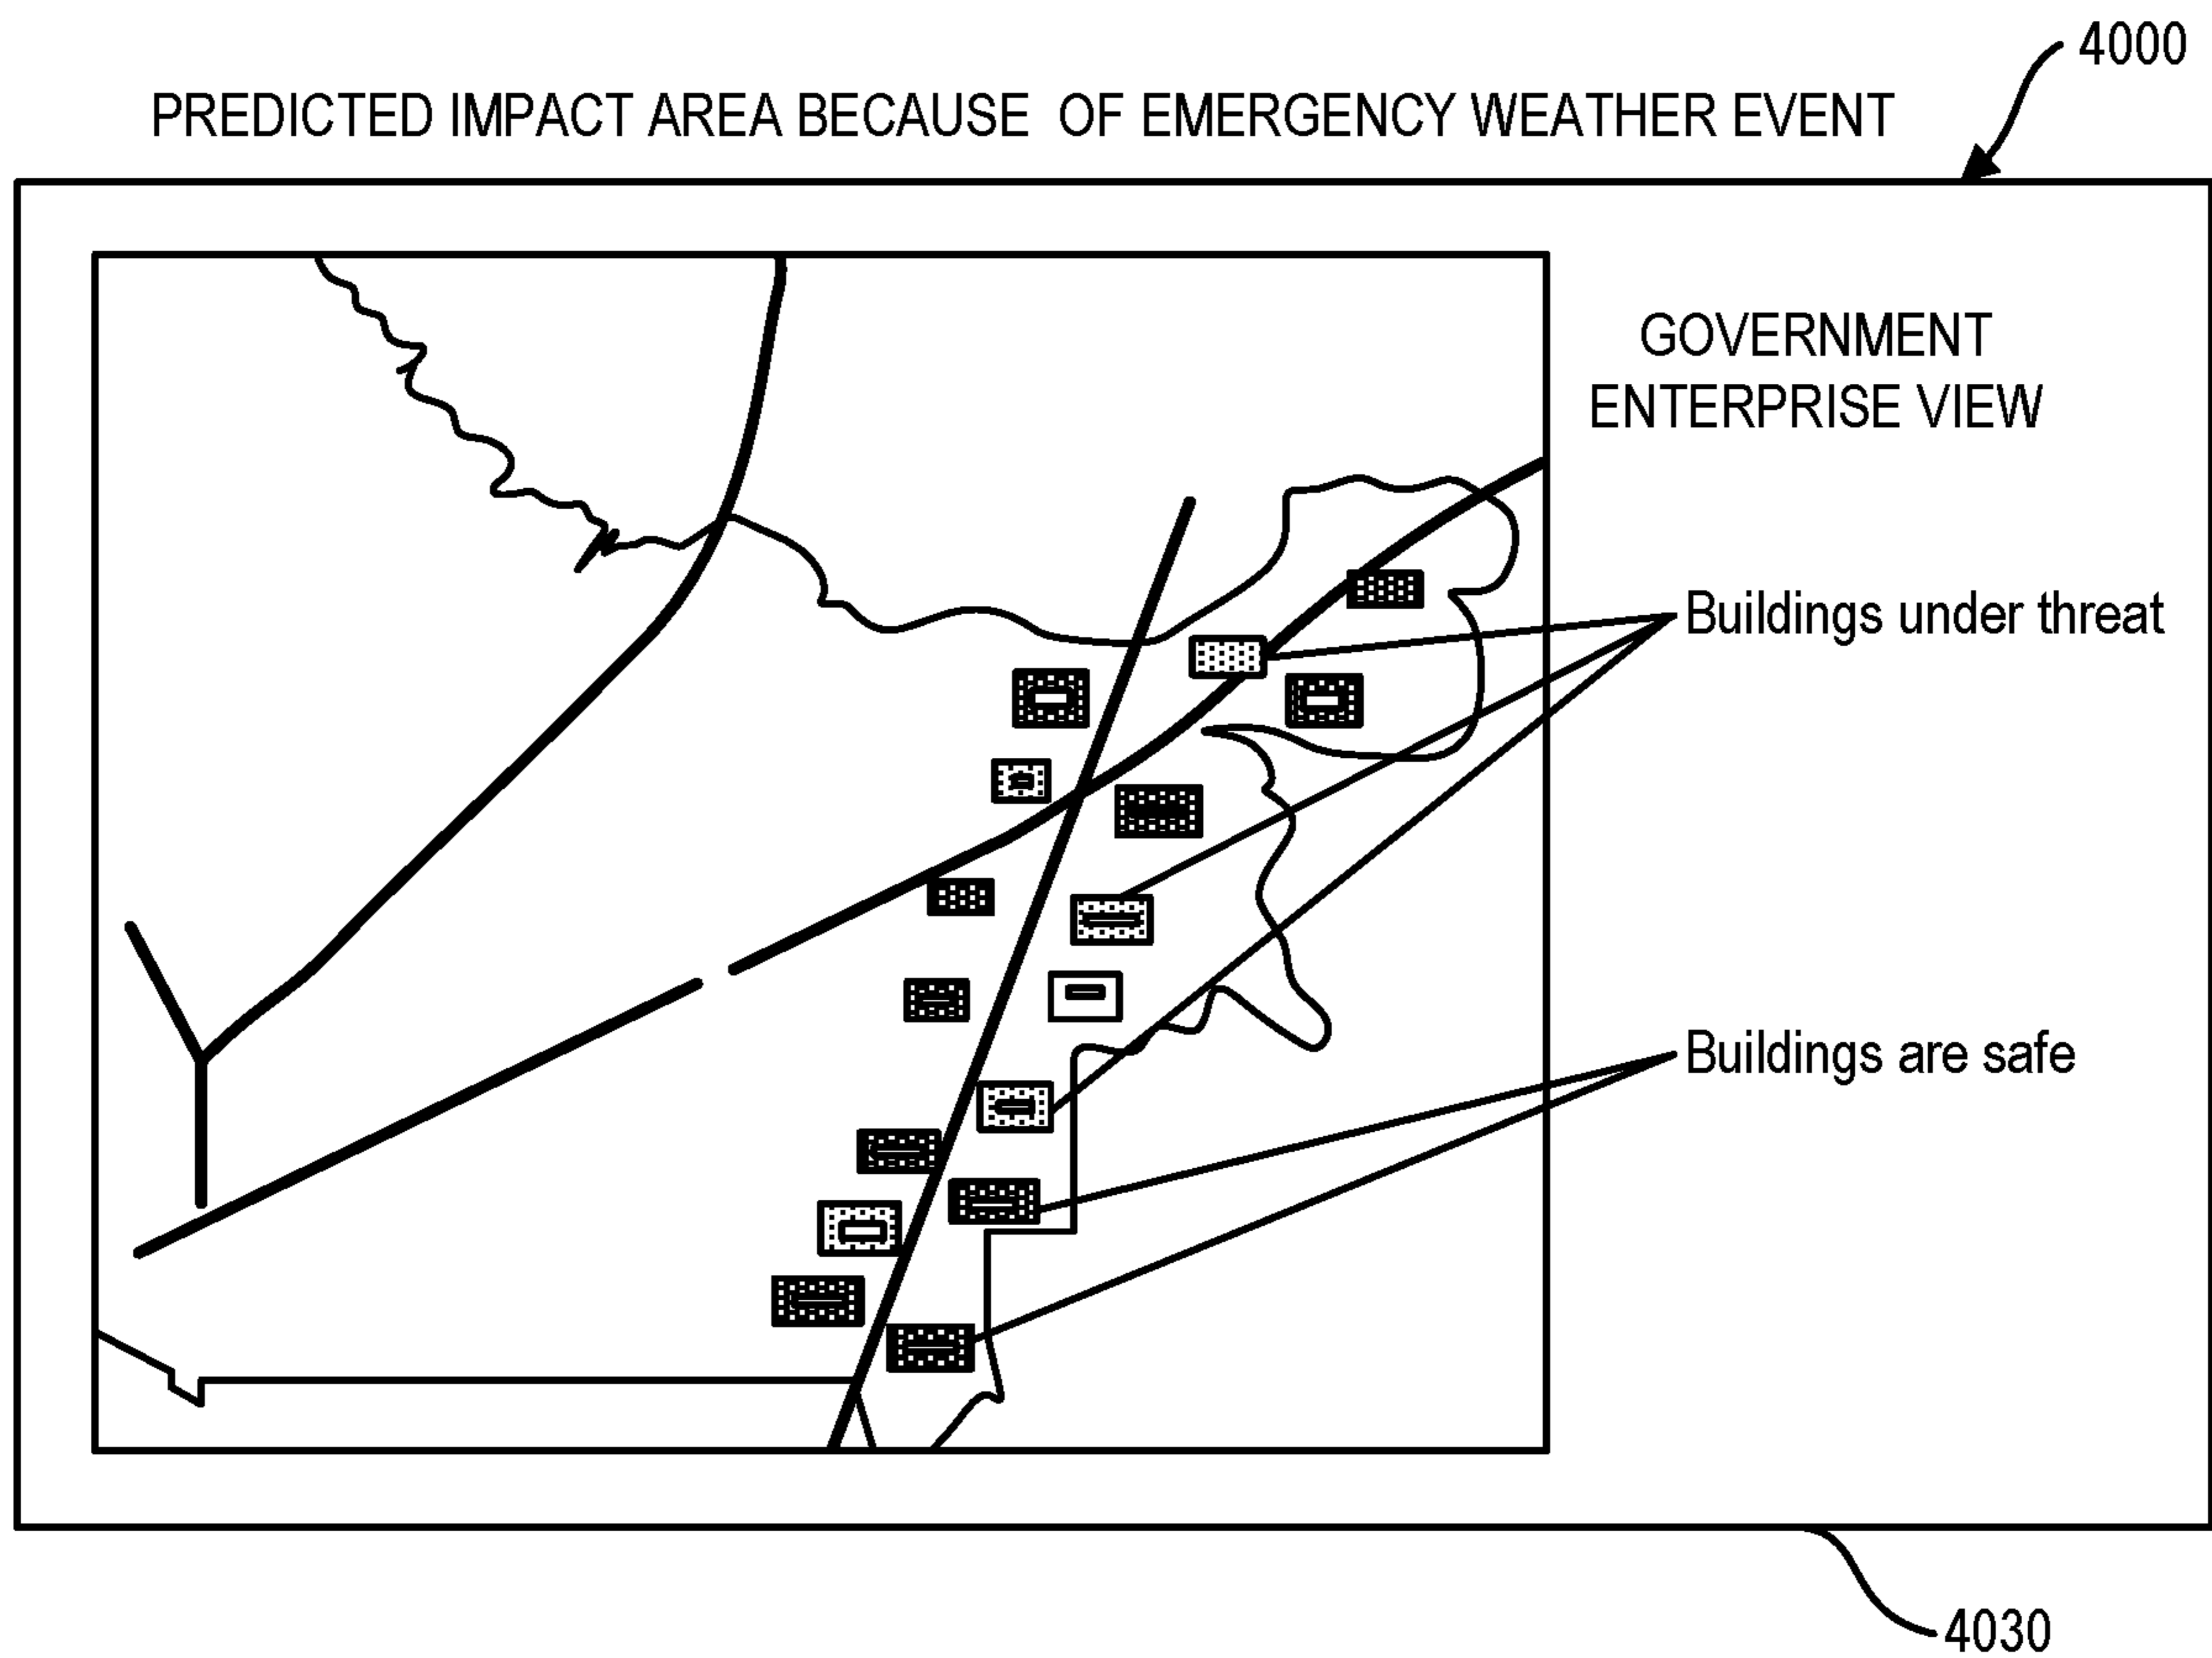 4000
PREDICTED IMPACT AREA BECAUSE OF EMERGENCY WEATHER EVENT
GOVERNMENT
ENTERPRISE VIEW
Buildings under threat
Buildings are safe
4030